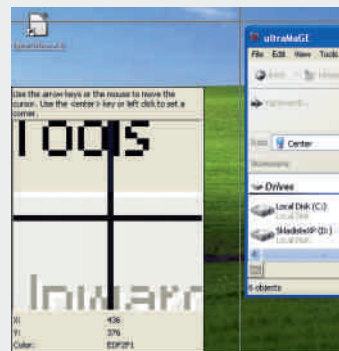 ultraMaGE
File Edit View Tools
Use the arrow keys or the mouse to move the
cursor. Use the <enter> key or left click to set a
corner.
Tools
Center
Drives
Local Disk (C:)
Local Disk
(D:)
Local Disk
X: 436
Y: 376
Color: EDF2F1
6 objects